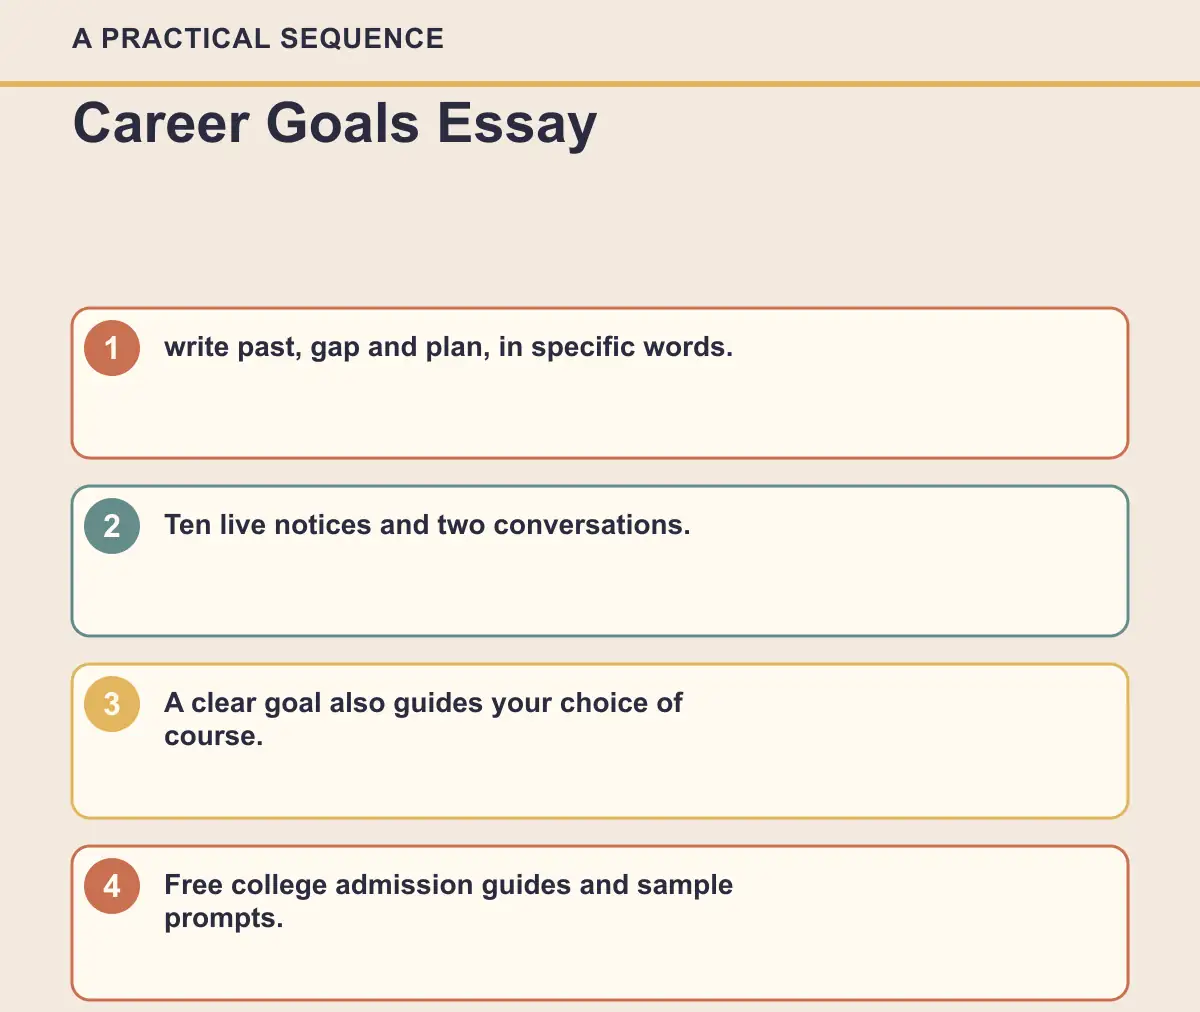 A PRACTICAL SEQUENCE
Career Goals Essay
1
write past, gap and plan, in specific words.
2
Ten live notices and two conversations.
3
A clear goal also guides your choice of
course.
4
Free college admission guides and sample
prompts.